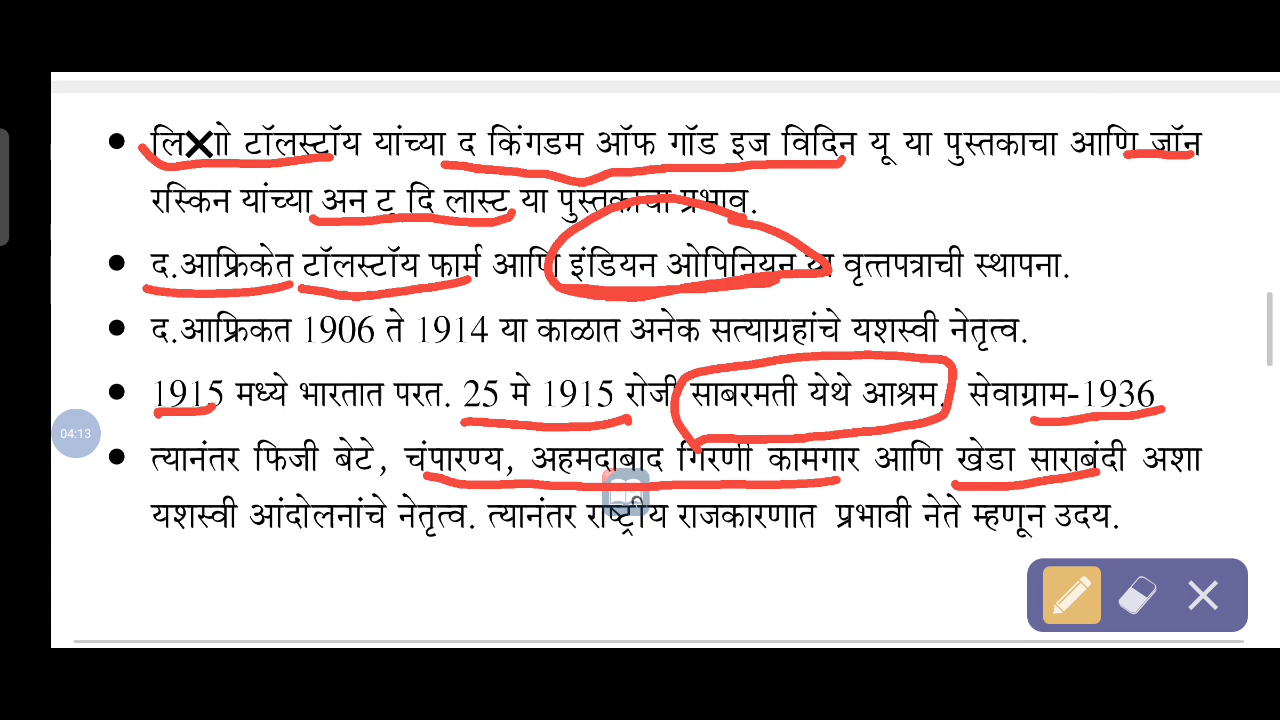 टॉलस्टॉय यांच्या द किंगडम ऑफ गॉड इज विदिन यू या पुस्तकाचा आणि जॉन
रस्किन यांच्या अन टू दि लास्ट या पुस्तकाचा प्रभाव.
द.आफ्रिकेत टॉलस्टॉय फार्म आणि इंडियन ओपिनियन या वृत्तपत्राची स्थापना.
द.आफ्रिकत 1906 ते 1914 या काळात अनेक सत्याग्रहांचे यशस्वी नेतृत्व.
1915 मध्ये भारतात परत. 25 मे 1915 रोजी साबरमती येथे आश्रम. सेवाग्राम-1936
04:13
त्यानंतर फिजी बेटे, चंपारण्य, अहमदाबाद गिरणी कामगार आणि खेडा साराबंदी अशा
यशस्वी आंदोलनांचे नेतृत्व. त्यानंतर राष्ट्रीय राजकारणात प्रभावी नेते म्हणून उदय.